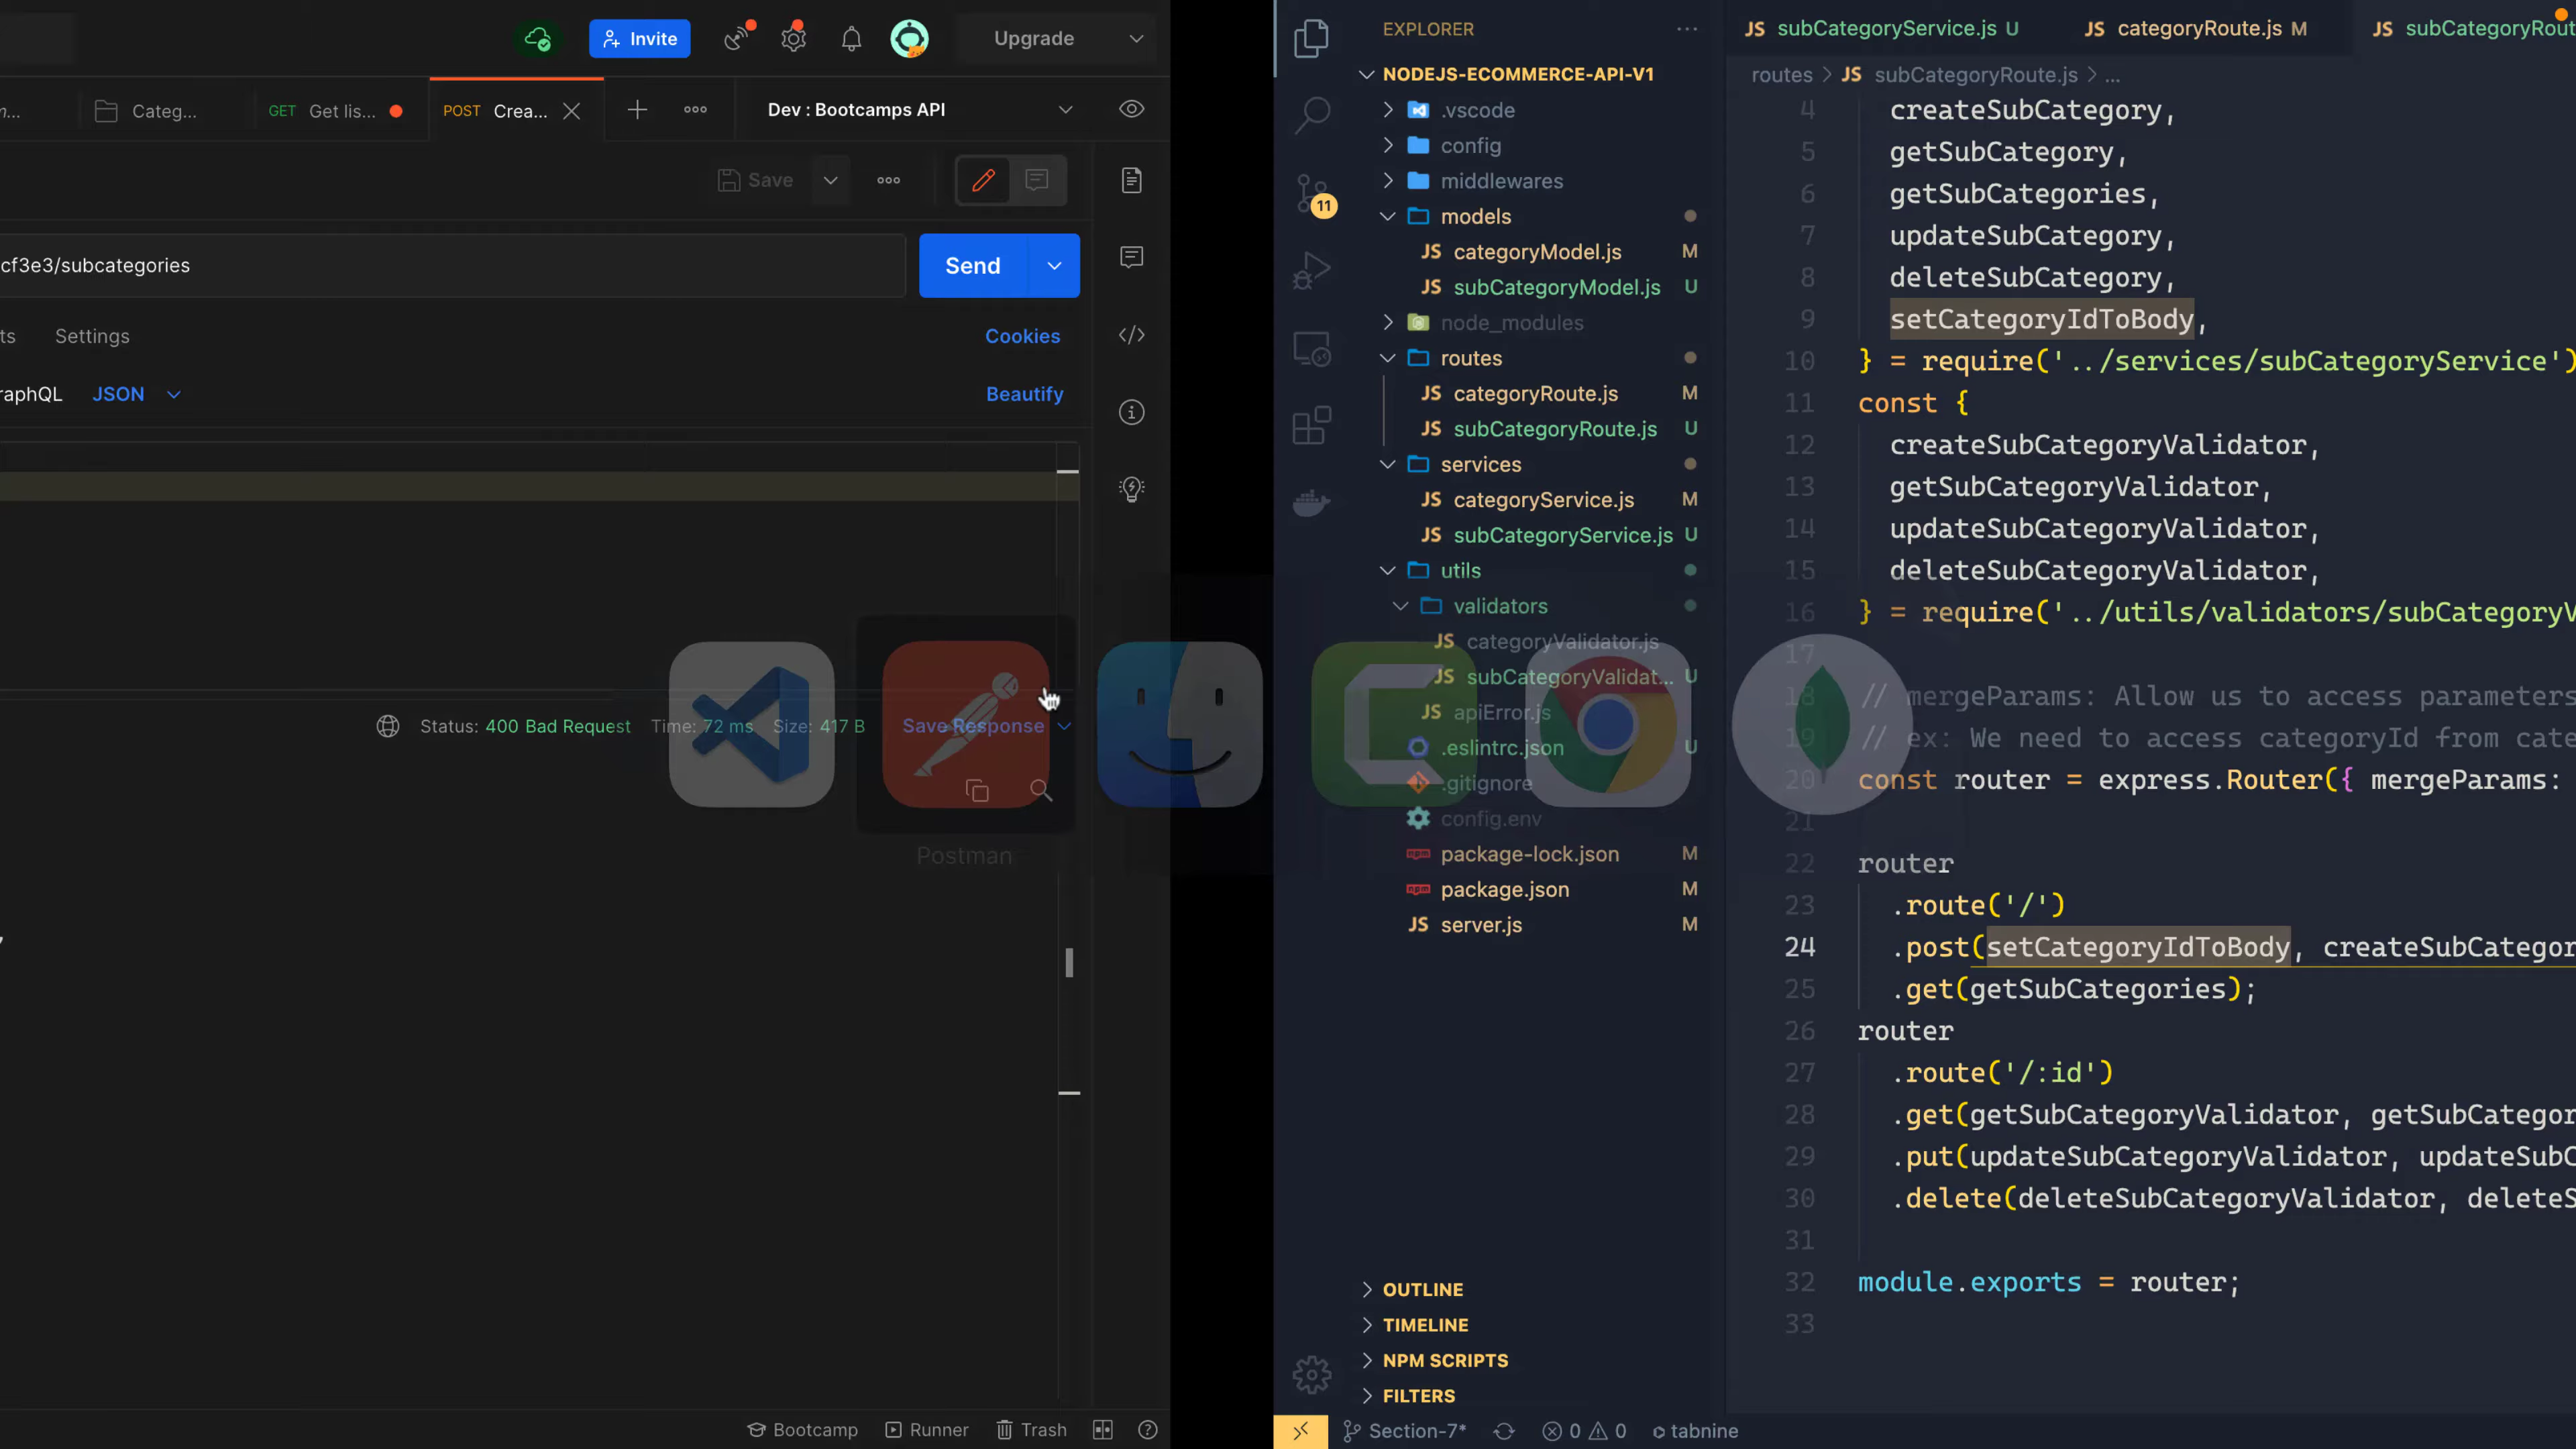 Invite
Upgrade
Categ...
GET Get lis...
POST Crea...
Dev : Bootcamps API
Save
cf3e3/subcategories
Send
Settings
Cookies
raphQL JSON
Beautify
Status: 400 Bad Request Time: 72 ms Size: 417 B Save Response
Postman
Bootcamp Runner Trash
EXPLORER
NODEJS-ECOMMERCE-API-V1
.vscode
config
middlewares
11
models
JS categoryModel.js M
JS subCategoryModel.js U
node_modules
routes
JS categoryRoute.js M
JS subCategoryRoute.js U
services
JS categoryService.js M
JS subCategoryService.js U
utils
validators
JS categoryValidator.js
JS subCategoryValidat... U
JS apiError.js
.eslintrc.json U
.gitignore
config.env
package-lock.json M
package.json M
JS server.js M
OUTLINE
TIMELINE
NPM SCRIPTS
FILTERS
Section-7* 0 0 tabnine
JS subCategoryService.js U JS categoryRoute.js M JS subCategoryRout
routes > JS subCategoryRoute.js > ...
4 createSubCategory,
5 getSubCategory,
6 getSubCategories,
7 updateSubCategory,
8 deleteSubCategory,
9 setCategoryIdToBody,
10 } = require('../services/subCategoryService')
11 const {
12 createSubCategoryValidator,
13 getSubCategoryValidator,
14 updateSubCategoryValidator,
15 deleteSubCategoryValidator,
16 } = require('../utils/validators/subCategoryV
17
18 // mergeParams: Allow us to access parameters
19 // ex: We need to access categoryId from cate
20 const router = express.Router({ mergeParams:
21
22 router
23 .route('/')
24 .post(setCategoryIdToBody, createSubCategor
25 .get(getSubCategories);
26 router
27 .route('/:id')
28 .get(getSubCategoryValidator, getSubCategor
29 .put(updateSubCategoryValidator, updateSubC
30 .delete(deleteSubCategoryValidator, deleteS
31
32 module.exports = router;
33